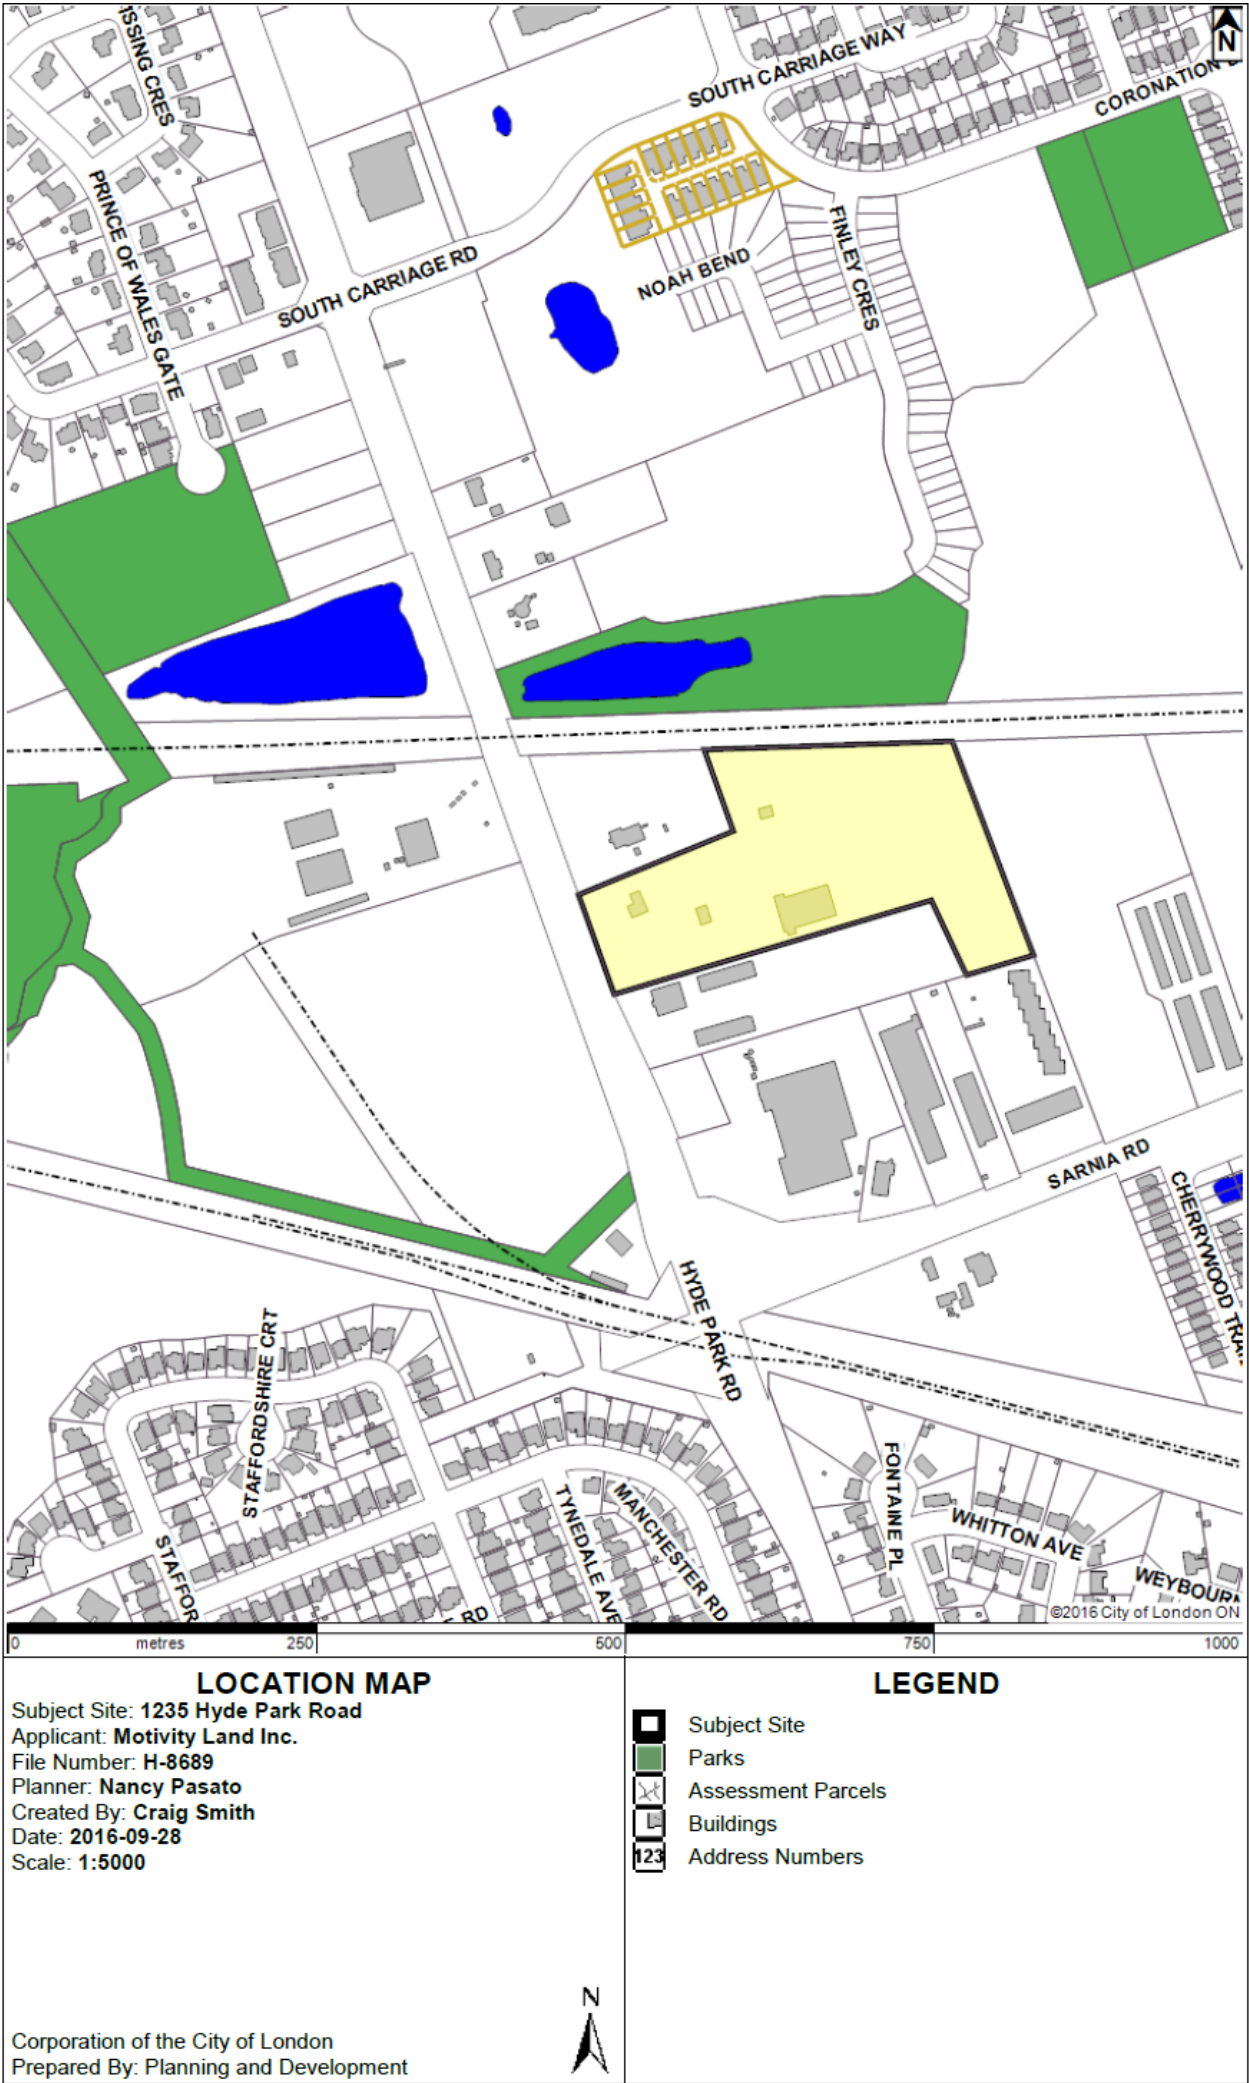 ISSING CRES
N
SOUTH CARRIAGE WAY
CORONATION
PRINCE OF WALES GATE
SOUTH CARRIAGE RD
NOAH BEND
FINLEY CRES
SARNIA RD
CHERRYWOOD TRA
HYDE PARK RD
STAFFORDSHIRE CRT
STAFFOR
RD
TYNEDALE AVE
MANCHESTER RD
FONTAINE PL
WHITTON AVE
WEYBOURN
©2016 City of London ON
0 metres 250 500 750 1000
LOCATION MAP
Subject Site: 1235 Hyde Park Road
Applicant: Motivity Land Inc.
File Number: H-8689
Planner: Nancy Pasato
Created By: Craig Smith
Date: 2016-09-28
Scale: 1:5000
Corporation of the City of London
Prepared By: Planning and Development
N
LEGEND
Subject Site
Parks
Assessment Parcels
Buildings
123 Address Numbers